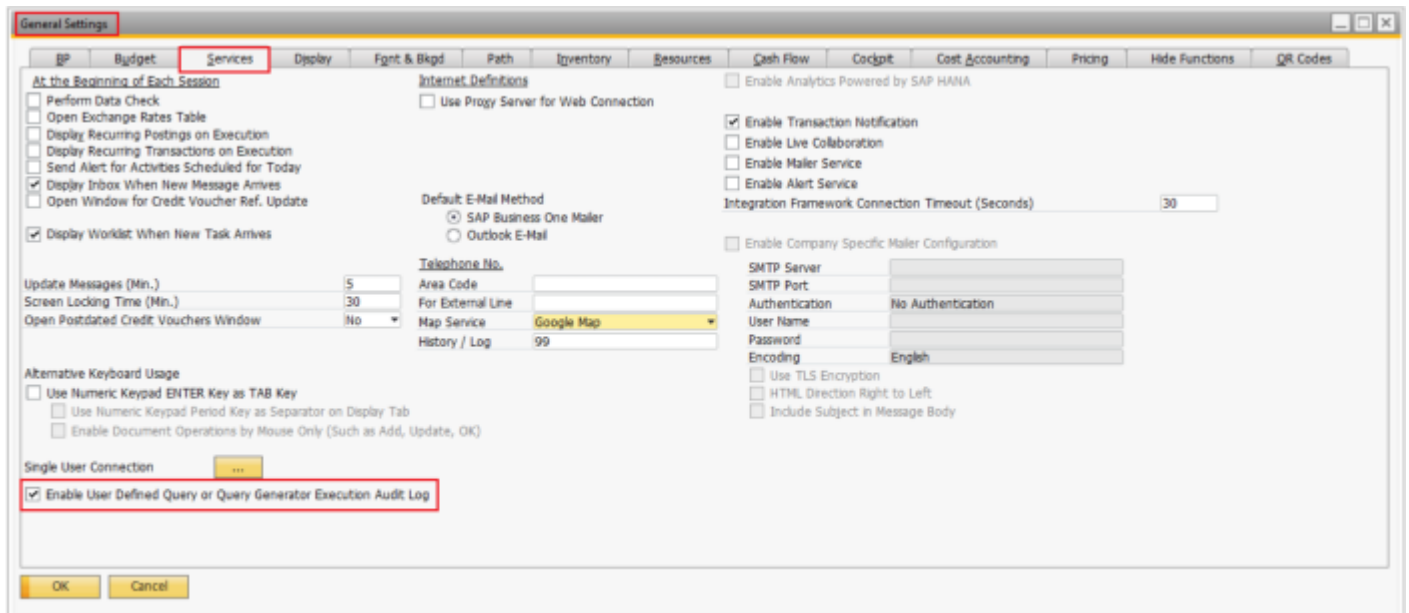 General Settings
BP Budget Services Display Font & Bkgd Path Inventory Resources Cash Flow Cockpit Cost Accounting Pricing Hide Functions QR Codes
At the Beginning of Each Session
Perform Data Check
Open Exchange Rates Table
Display Recurring Postings on Execution
Display Recurring Transactions on Execution
Send Alert for Activities Scheduled for Today
Display Inbox When New Message Arrives
Open Window for Credit Voucher Ref. Update
Display Worklist When New Task Arrives
Update Messages (Min.) 5
Screen Locking Time (Min.) 30
Open Postdated Credit Vouchers Window No
Alternative Keyboard Usage
Use Numeric Keypad ENTER Key as TAB Key
Use Numeric Keypad Period Key as Separator on Display Tab
Enable Document Operations by Mouse Only (Such as Add, Update, OK)
Single User Connection ...
Enable User Defined Query or Query Generator Execution Audit Log
Internet Definitions
Use Proxy Server for Web Connection
Default E-Mail Method
SAP Business One Mailer
Outlook E-Mail
Telephone No.
Area Code
For External Line
Map Service Google Map
History / Log 99
Enable Analytics Powered by SAP HANA
Enable Transaction Notification
Enable Live Collaboration
Enable Mailer Service
Enable Alert Service
Integration Framework Connection Timeout (Seconds) 30
Enable Company Specific Mailer Configuration
SMTP Server
SMTP Port
Authentication No Authentication
User Name
Password
Encoding English
Use TLS Encryption
HTML Direction Right to Left
Include Subject in Message Body
OK Cancel